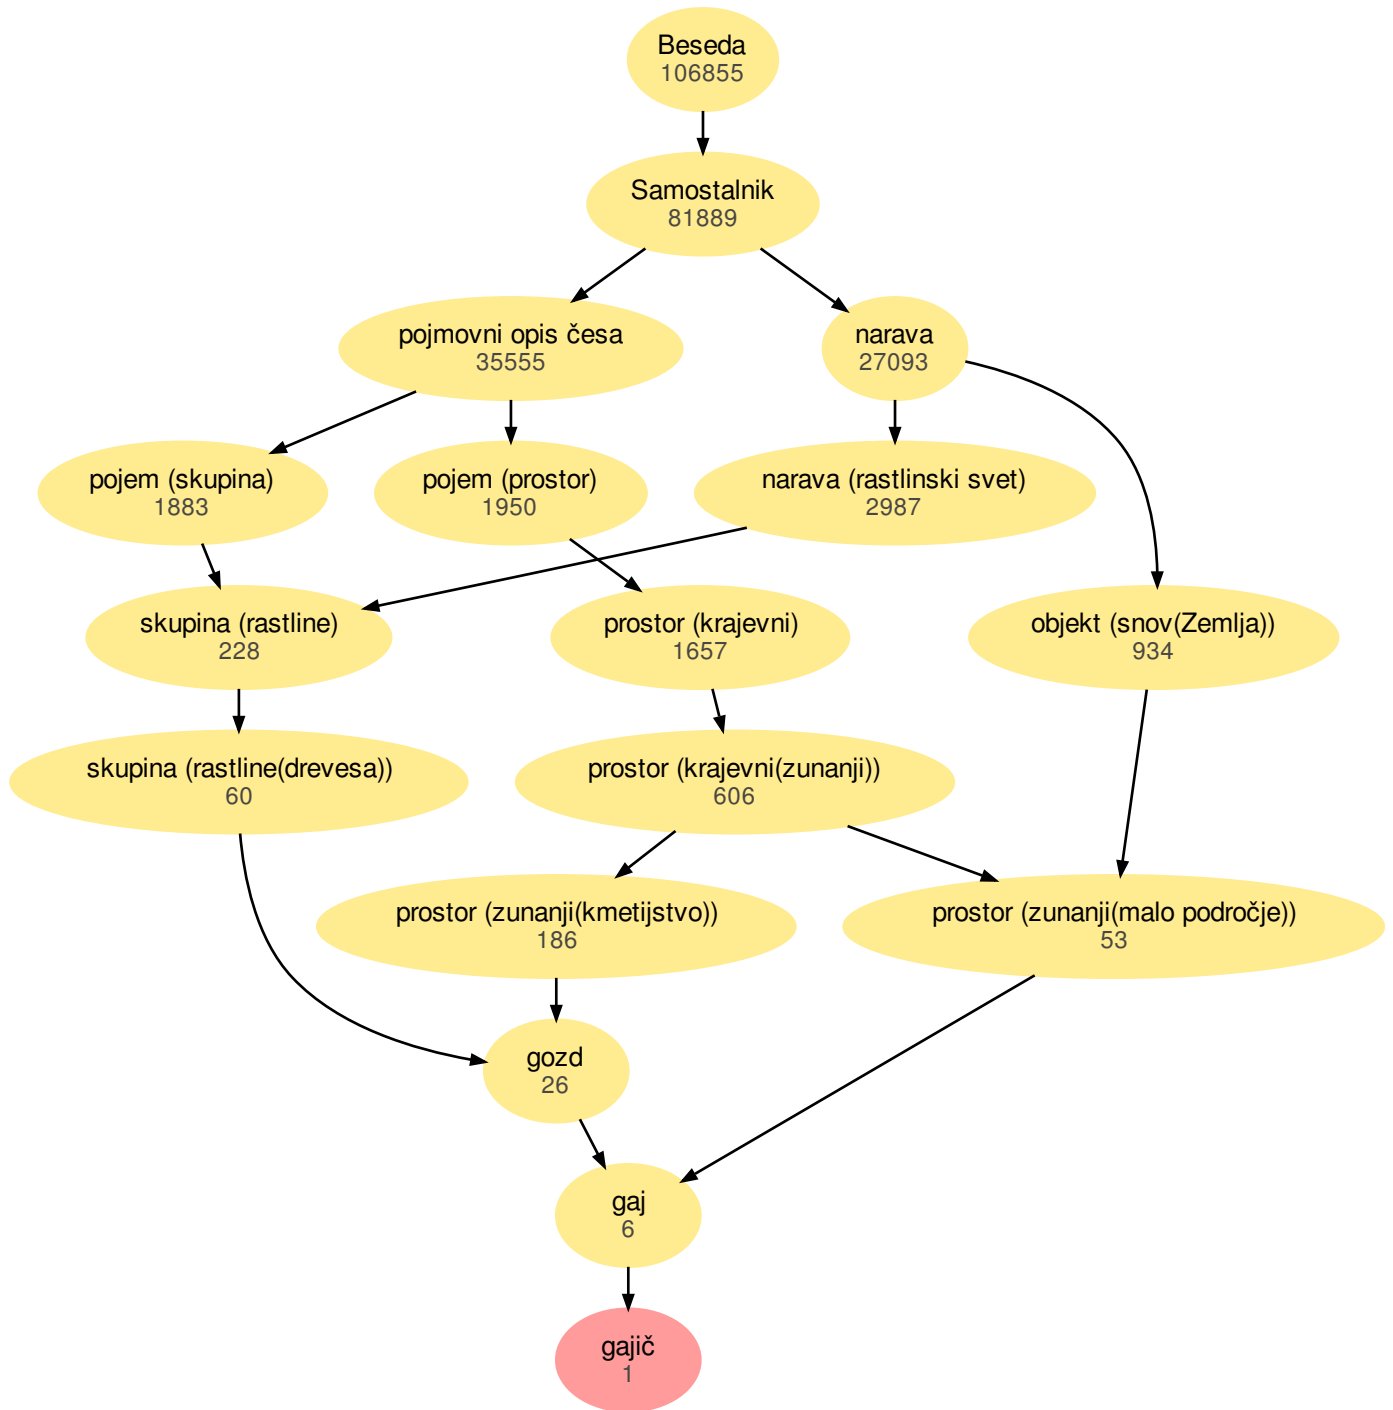 Beseda
106855
Samostalnik
81889
pojmovni opis česa
35555
narava
27093
pojem (skupina)
1883
pojem (prostor)
1950
narava (rastlinski svet)
2987
skupina (rastline)
228
prostor (krajevni)
1657
objekt (snov(Zemlja))
934
skupina (rastline(drevesa))
60
prostor (krajevni(zunanji))
606
prostor (zunanji(kmetijstvo))
186
prostor (zunanji(malo področje))
53
gozd
26
gaj
6
gajič
1